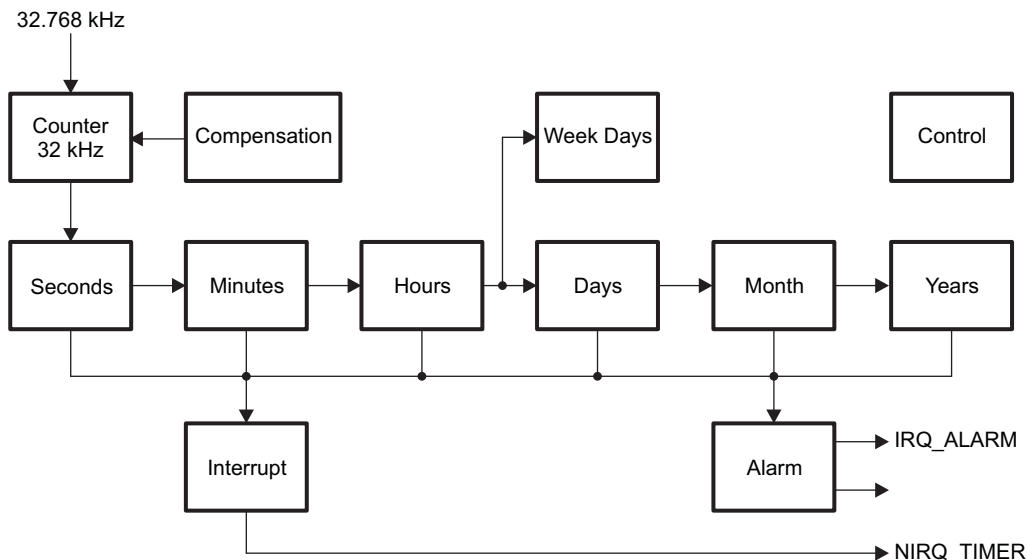 32.768 kHz
Counter
32 kHz
Compensation
Week Days
Control
Seconds
Minutes
Hours
Days
Month
Years
Interrupt
Alarm
IRQ_ALARM
NIRQ_TIMER